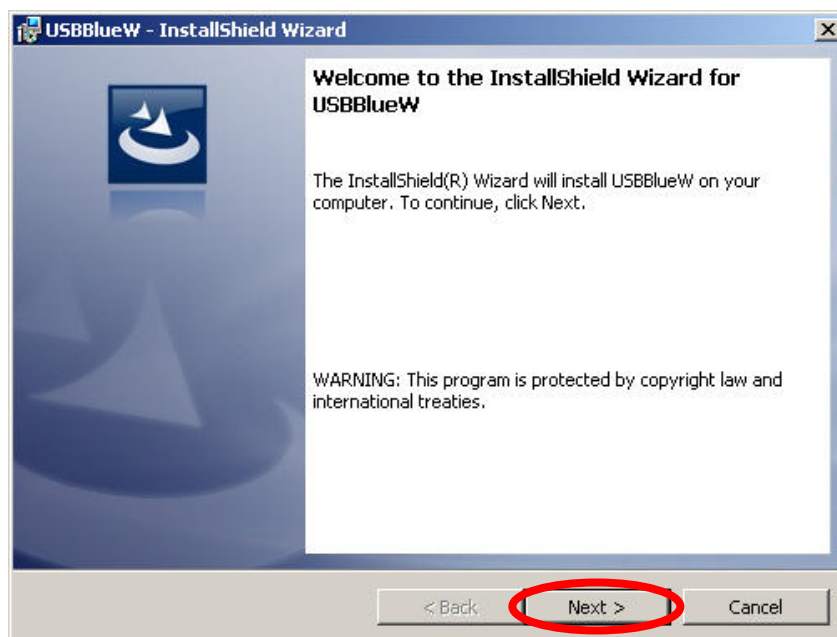 USBBlueW - InstallShield Wizard
Welcome to the InstallShield Wizard for
USBBlueW
The InstallShield(R) Wizard will install USBBlueW on your
computer. To continue, click Next.
WARNING: This program is protected by copyright law and
international treaties.
< Back Next > Cancel